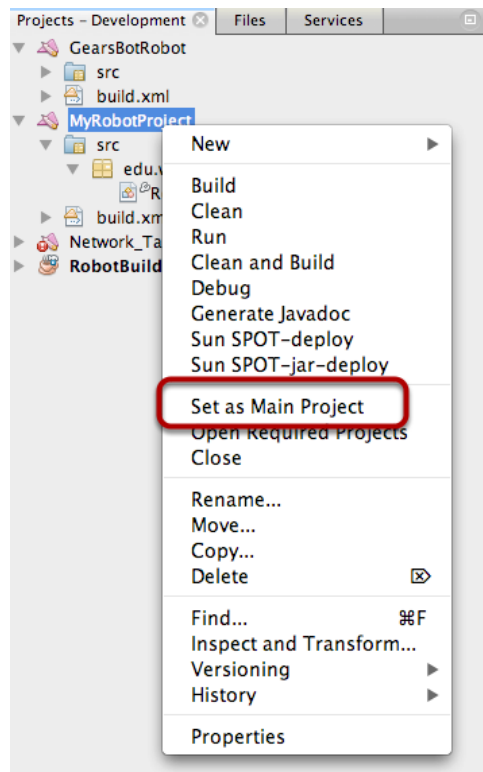 Projects – Development Files Services
GearsBotRobot
src
build.xml
MyRobotProject
src
edu.
R
build.xm
Network_Ta
RobotBuild
New
Build
Clean
Run
Clean and Build
Debug
Generate Javadoc
Sun SPOT-deploy
Sun SPOT-jar-deploy
Set as Main Project
Open Required Projects
Close
Rename...
Move...
Copy...
Delete ⌦
Find... ⌘F
Inspect and Transform...
Versioning
History
Properties